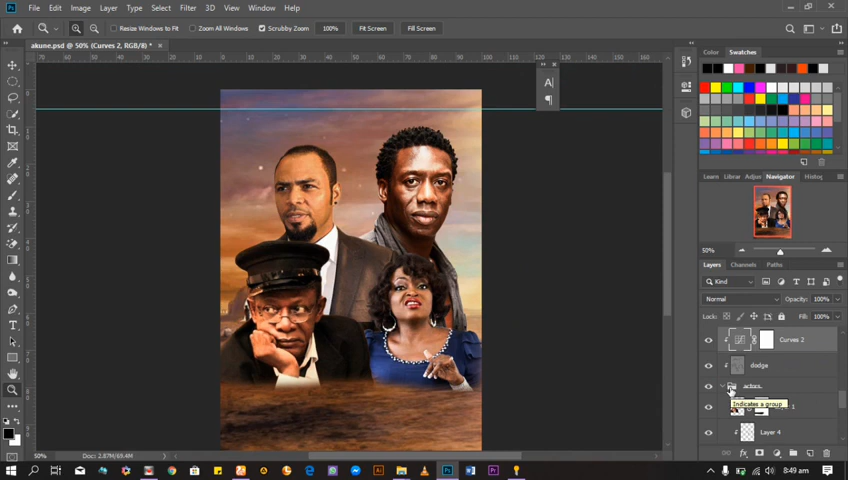 File Edit Image Layer Type Select Filter 3D View Window Help
Resize Windows to Fit Zoom All Windows Scrubby Zoom 100% Fit Screen Fill Screen
akune.psd @ 50% (Curves 2, RGB/8) *
Color Swatches
Learn Librar Adjus Navigator Histog
50%
Layers Channels Paths
Kind
Normal Opacity: 100%
Lock: Fill: 100%
Curves 2
dodge
actors
Indicates a group
Layer 4
50% Doc: 2.87M/69.4M
8:49 am